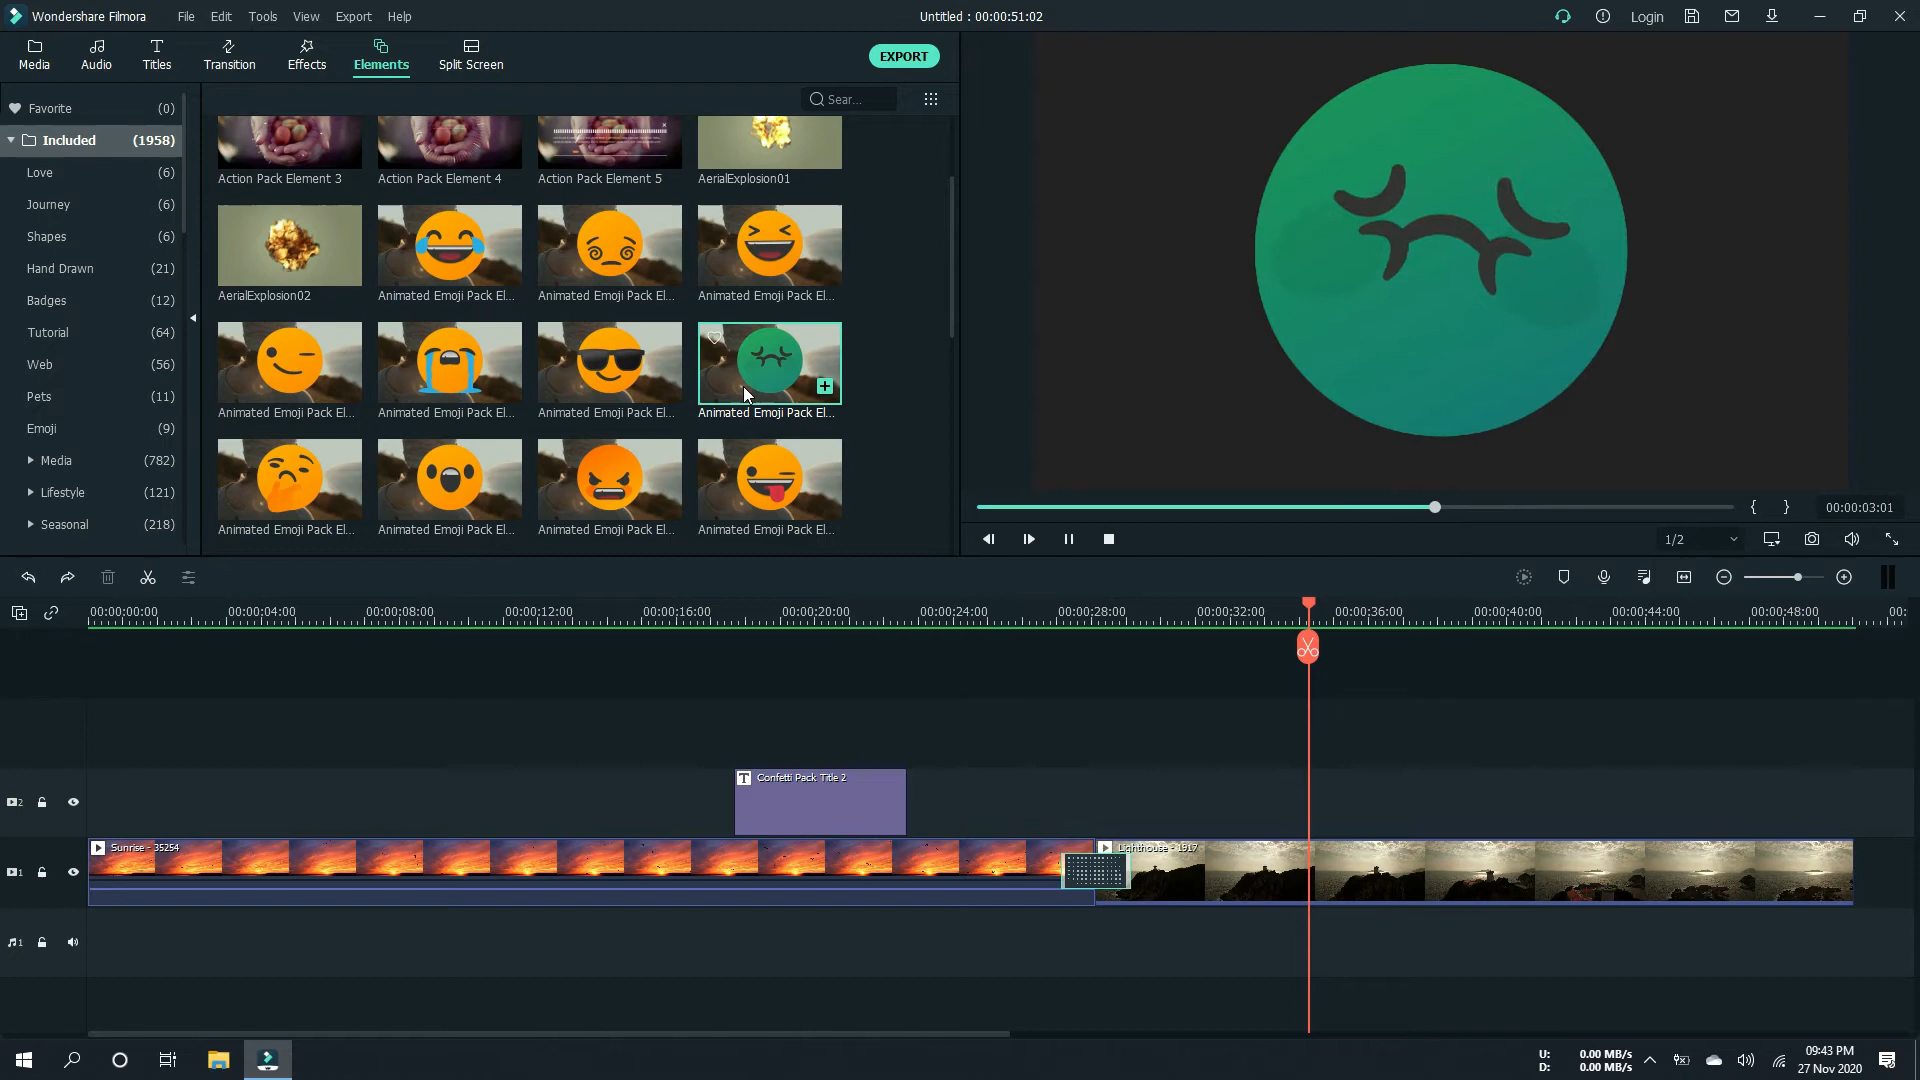 Wondershare Filmora
File
Edit
Tools
View
Export
Help
Untitled : 00:00:51:02
Login
Media
Audio
Titles
Transition
Effects
Elements
Split Screen
EXPORT
Favorite (0)
Included (1958)
Love (6)
Journey (6)
Shapes (6)
Hand Drawn (21)
Badges (12)
Tutorial (64)
Web (56)
Pets (11)
Emoji (9)
Media (782)
Lifestyle (121)
Seasonal (218)
Sear...
Action Pack Element 3
Action Pack Element 4
Action Pack Element 5
AerialExplosion01
AerialExplosion02
Animated Emoji Pack El...
Animated Emoji Pack El...
Animated Emoji Pack El...
Animated Emoji Pack El...
Animated Emoji Pack El...
Animated Emoji Pack El...
Animated Emoji Pack El...
Animated Emoji Pack El...
Animated Emoji Pack El...
Animated Emoji Pack El...
Animated Emoji Pack El...
{ }
00:00:03:01
1/2
00:00:00:00
00:00:04:00
00:00:08:00
00:00:12:00
00:00:16:00
00:00:20:00
00:00:24:00
00:00:28:00
00:00:32:00
00:00:36:00
00:00:40:00
00:00:44:00
00:00:48:00
00:
2
T Confetti Pack Title 2
1
Sunrise - 35254
Lighthouse - 1917
1
U: 0.00 MB/s
D: 0.00 MB/s
09:43 PM
27 Nov 2020